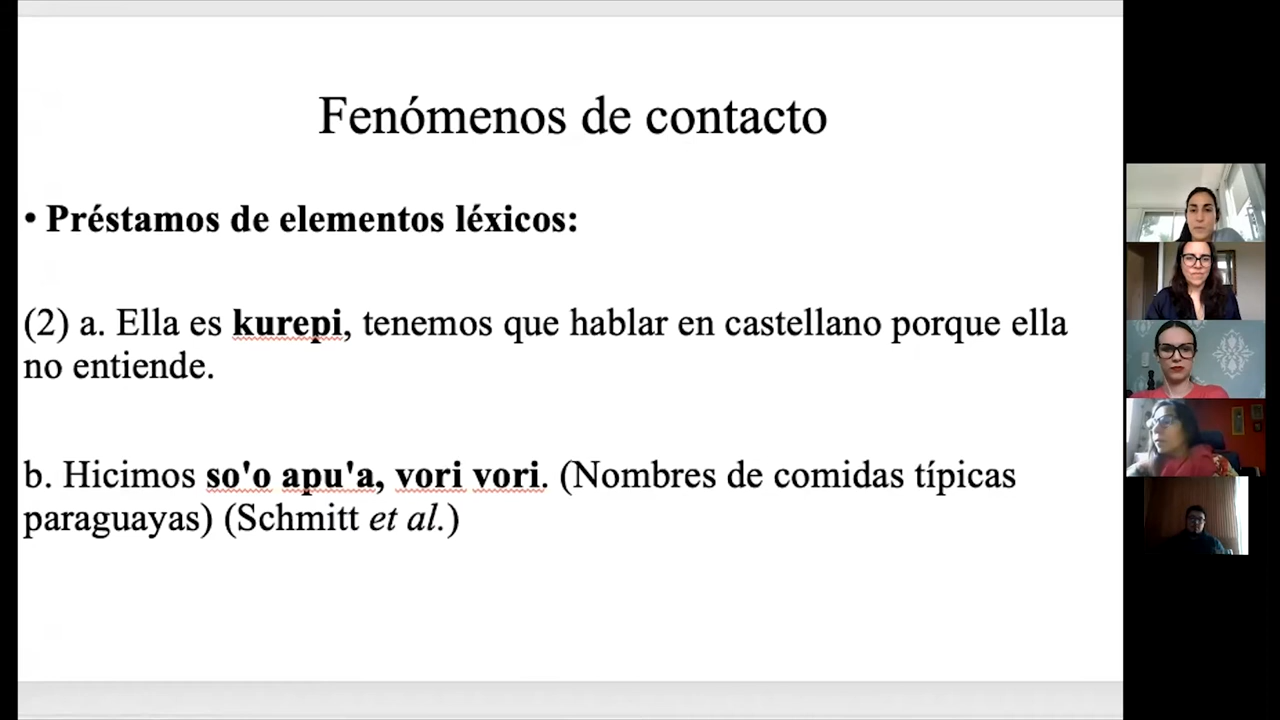 Fenómenos de contacto
• Préstamos de elementos léxicos:
(2) a. Ella es kurepi, tenemos que hablar en castellano porque ella
no entiende.
b. Hicimos so'o apu'a, vori vori. (Nombres de comidas típicas
paraguayas) (Schmitt et al.)